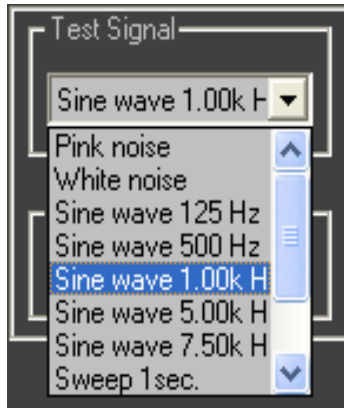 Test Signal
Sine wave 1.00k H
Pink noise
White noise
Sine wave 125 Hz
Sine wave 500 Hz
Sine wave 1.00k H
Sine wave 5.00k H
Sine wave 7.50k H
Sweep 1sec.